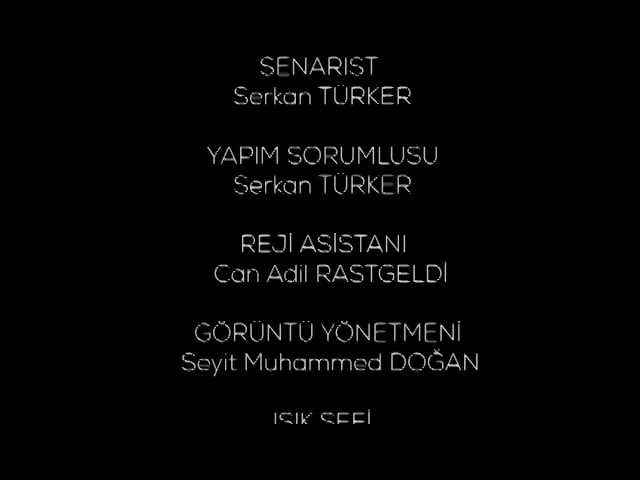 SENARIST
Serkan TÜRKER
YAPIM SORUMLUSU
Serkan TÜRKER
REJİ ASİSTANI
Can Adil RASTGELDİ
GÖRÜNTÜ YÖNETMENİ
Seyit Muhammed DOĞAN